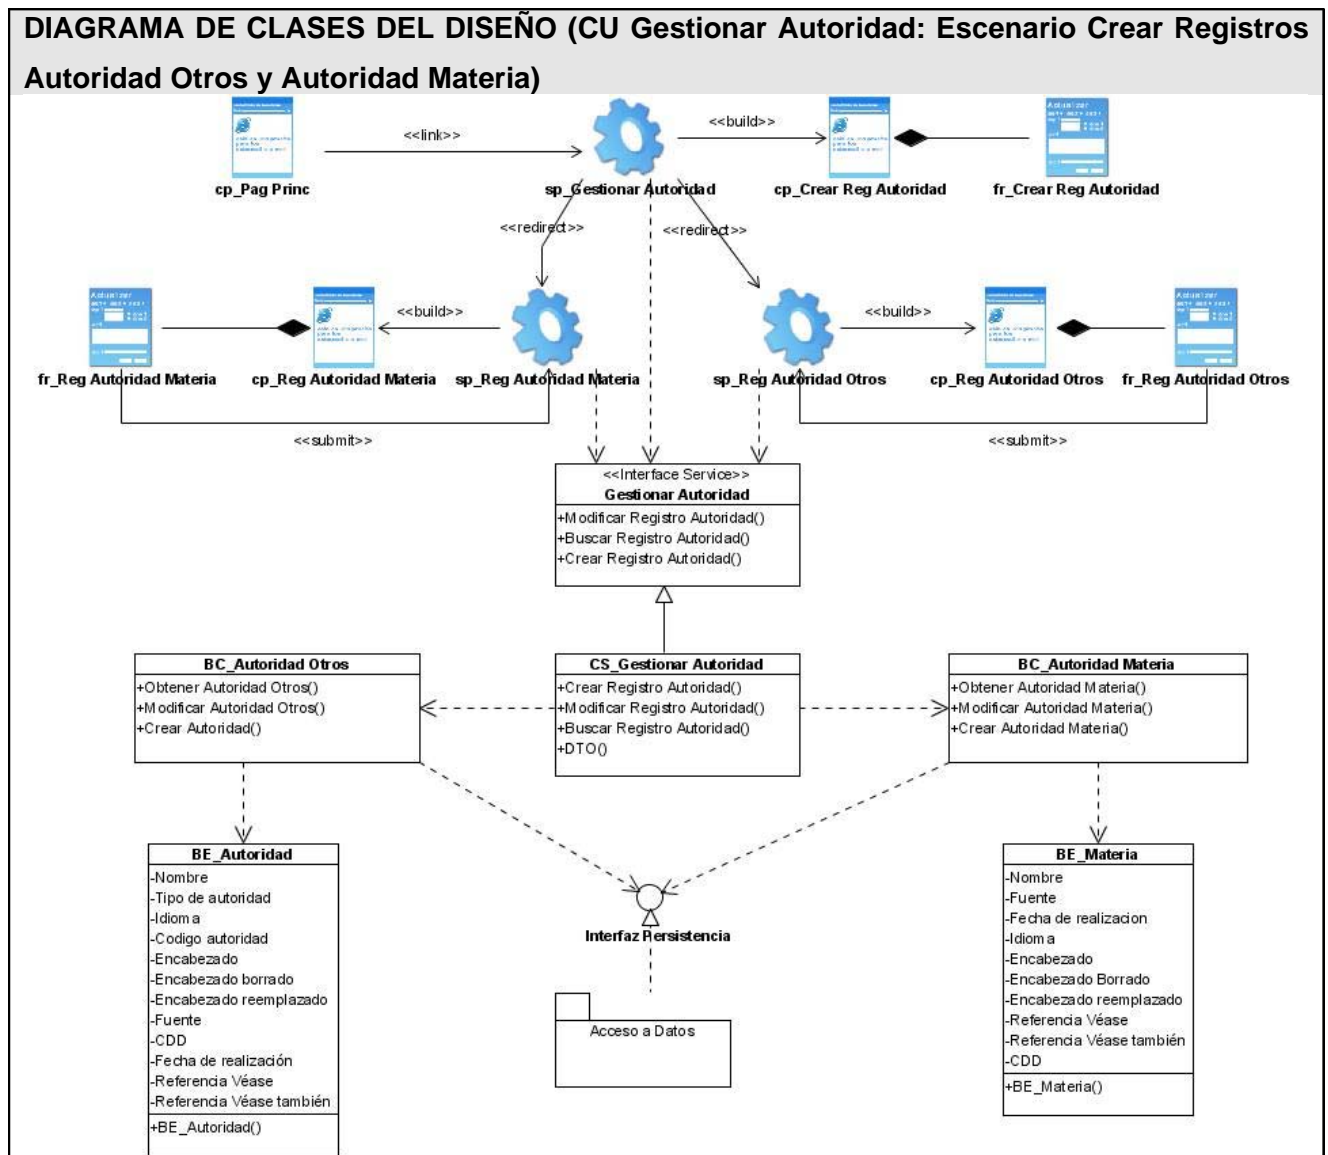 DIAGRAMA DE CLASES DEL DISEÑO (CU Gestionar Autoridad: Escenario Crear Registros
Autoridad Otros y Autoridad Materia)
<<link>>
<<build>>
cp_Pag Princ
sp_Gestionar Autoridad
cp_Crear Reg Autoridad
fr_Crear Reg Autoridad
<<redirect>>
<<redirect>>
<<build>>
<<build>>
fr_Reg Autoridad Materia
cp_Reg Autoridad Materia
sp_Reg Autoridad Materia
sp_Reg Autoridad Otros
cp_Reg Autoridad Otros
fr_Reg Autoridad Otros
<<submit>>
<<submit>>
<<Interface Service>>
Gestionar Autoridad
+Modificar Registro Autoridad()
+Buscar Registro Autoridad()
+Crear Registro Autoridad()
BC_Autoridad Otros
+Obtener Autoridad Otros()
+Modificar Autoridad Otros()
+Crear Autoridad()
CS_Gestionar Autoridad
+Crear Registro Autoridad()
+Modificar Registro Autoridad()
+Buscar Registro Autoridad()
+DTO()
BC_Autoridad Materia
+Obtener Autoridad Materia()
+Modificar Autoridad Materia()
+Crear Autoridad Materia()
BE_Autoridad
-Nombre
-Tipo de autoridad
-Idioma
-Codigo autoridad
-Encabezado
-Encabezado borrado
-Encabezado reemplazado
-Fuente
-CDD
-Fecha de realización
-Referencia Véase
-Referencia Véase también
+BE_Autoridad()
Interfaz Persistencia
Acceso a Datos
BE_Materia
-Nombre
-Fuente
-Fecha de realizacion
-Idioma
-Encabezado
-Encabezado Borrado
-Encabezado reemplazado
-Referencia Véase
-Referencia Véase también
-CDD
+BE_Materia()